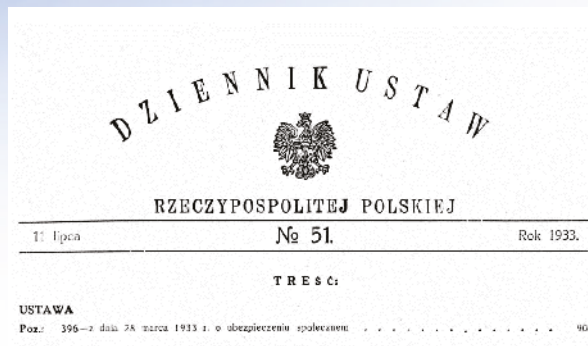 DZIENNIK USTAW
RZECZYPOSPOLITEJ POLSKIEJ
11 lipca № 51. Rok 1933.
TREŚĆ:
USTAWA
Poz.: 396—z dnia 28 marca 1933 r. o ubezpieczeniu społecznem . . . . . . . . . . . . . .